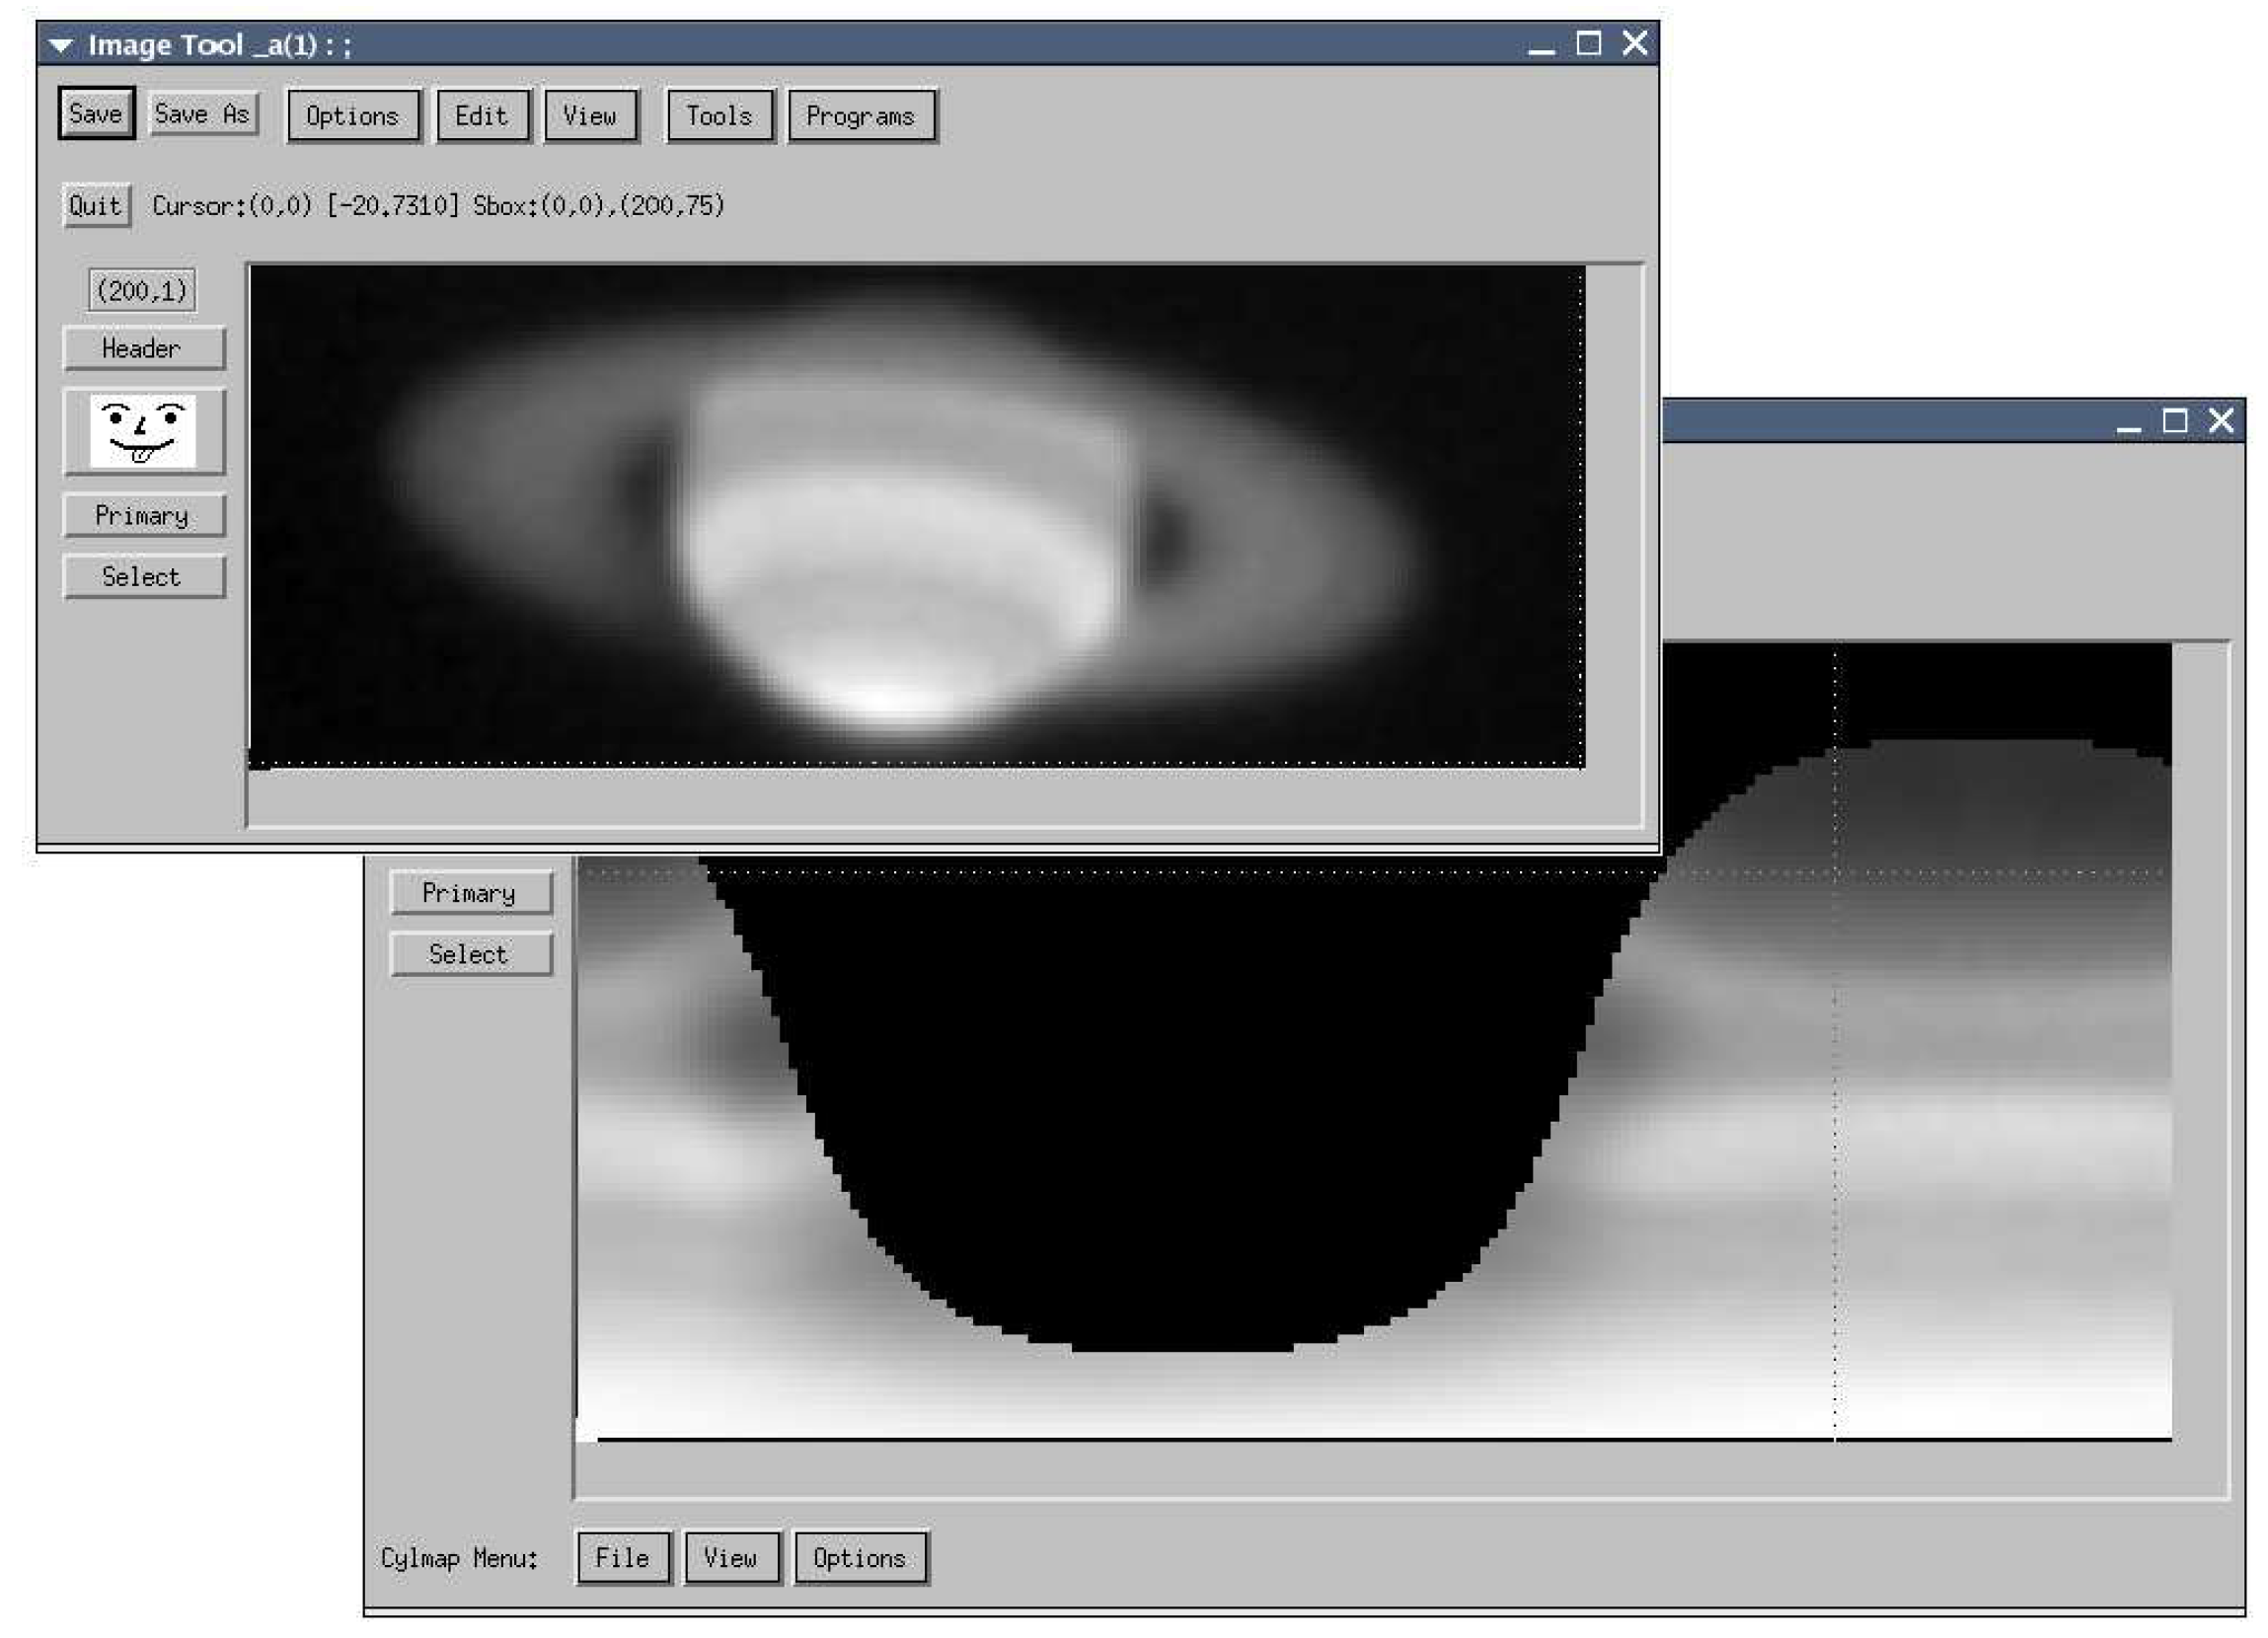 Image Tool _a(1) : ;
Save Save As Options Edit View Tools Programs
Quit Cursor:(0,0) [-20.7310] Sbox:(0,0),(200,75)
(200,1)
Header
Primary
Select
Primary
Select
Cylmap Menu: File View Options